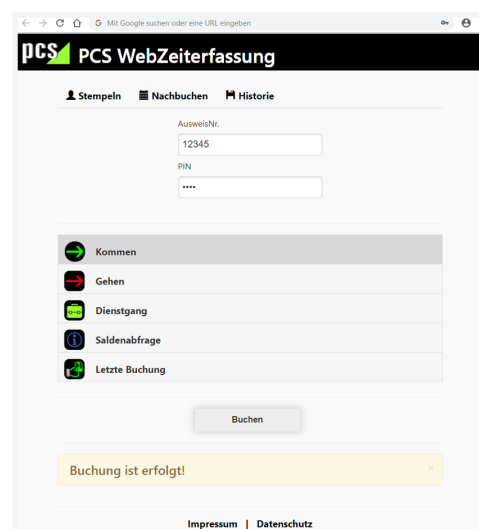 Mit Google suchen oder eine URL eingeben
pcs PCS WebZeiterfassung
Stempeln Nachbuchen Historie
AusweisNr.
12345
PIN
••••
Kommen
Gehen
Dienstgang
Saldenabfrage
Letzte Buchung
Buchen
Buchung ist erfolgt! ×
Impressum | Datenschutz